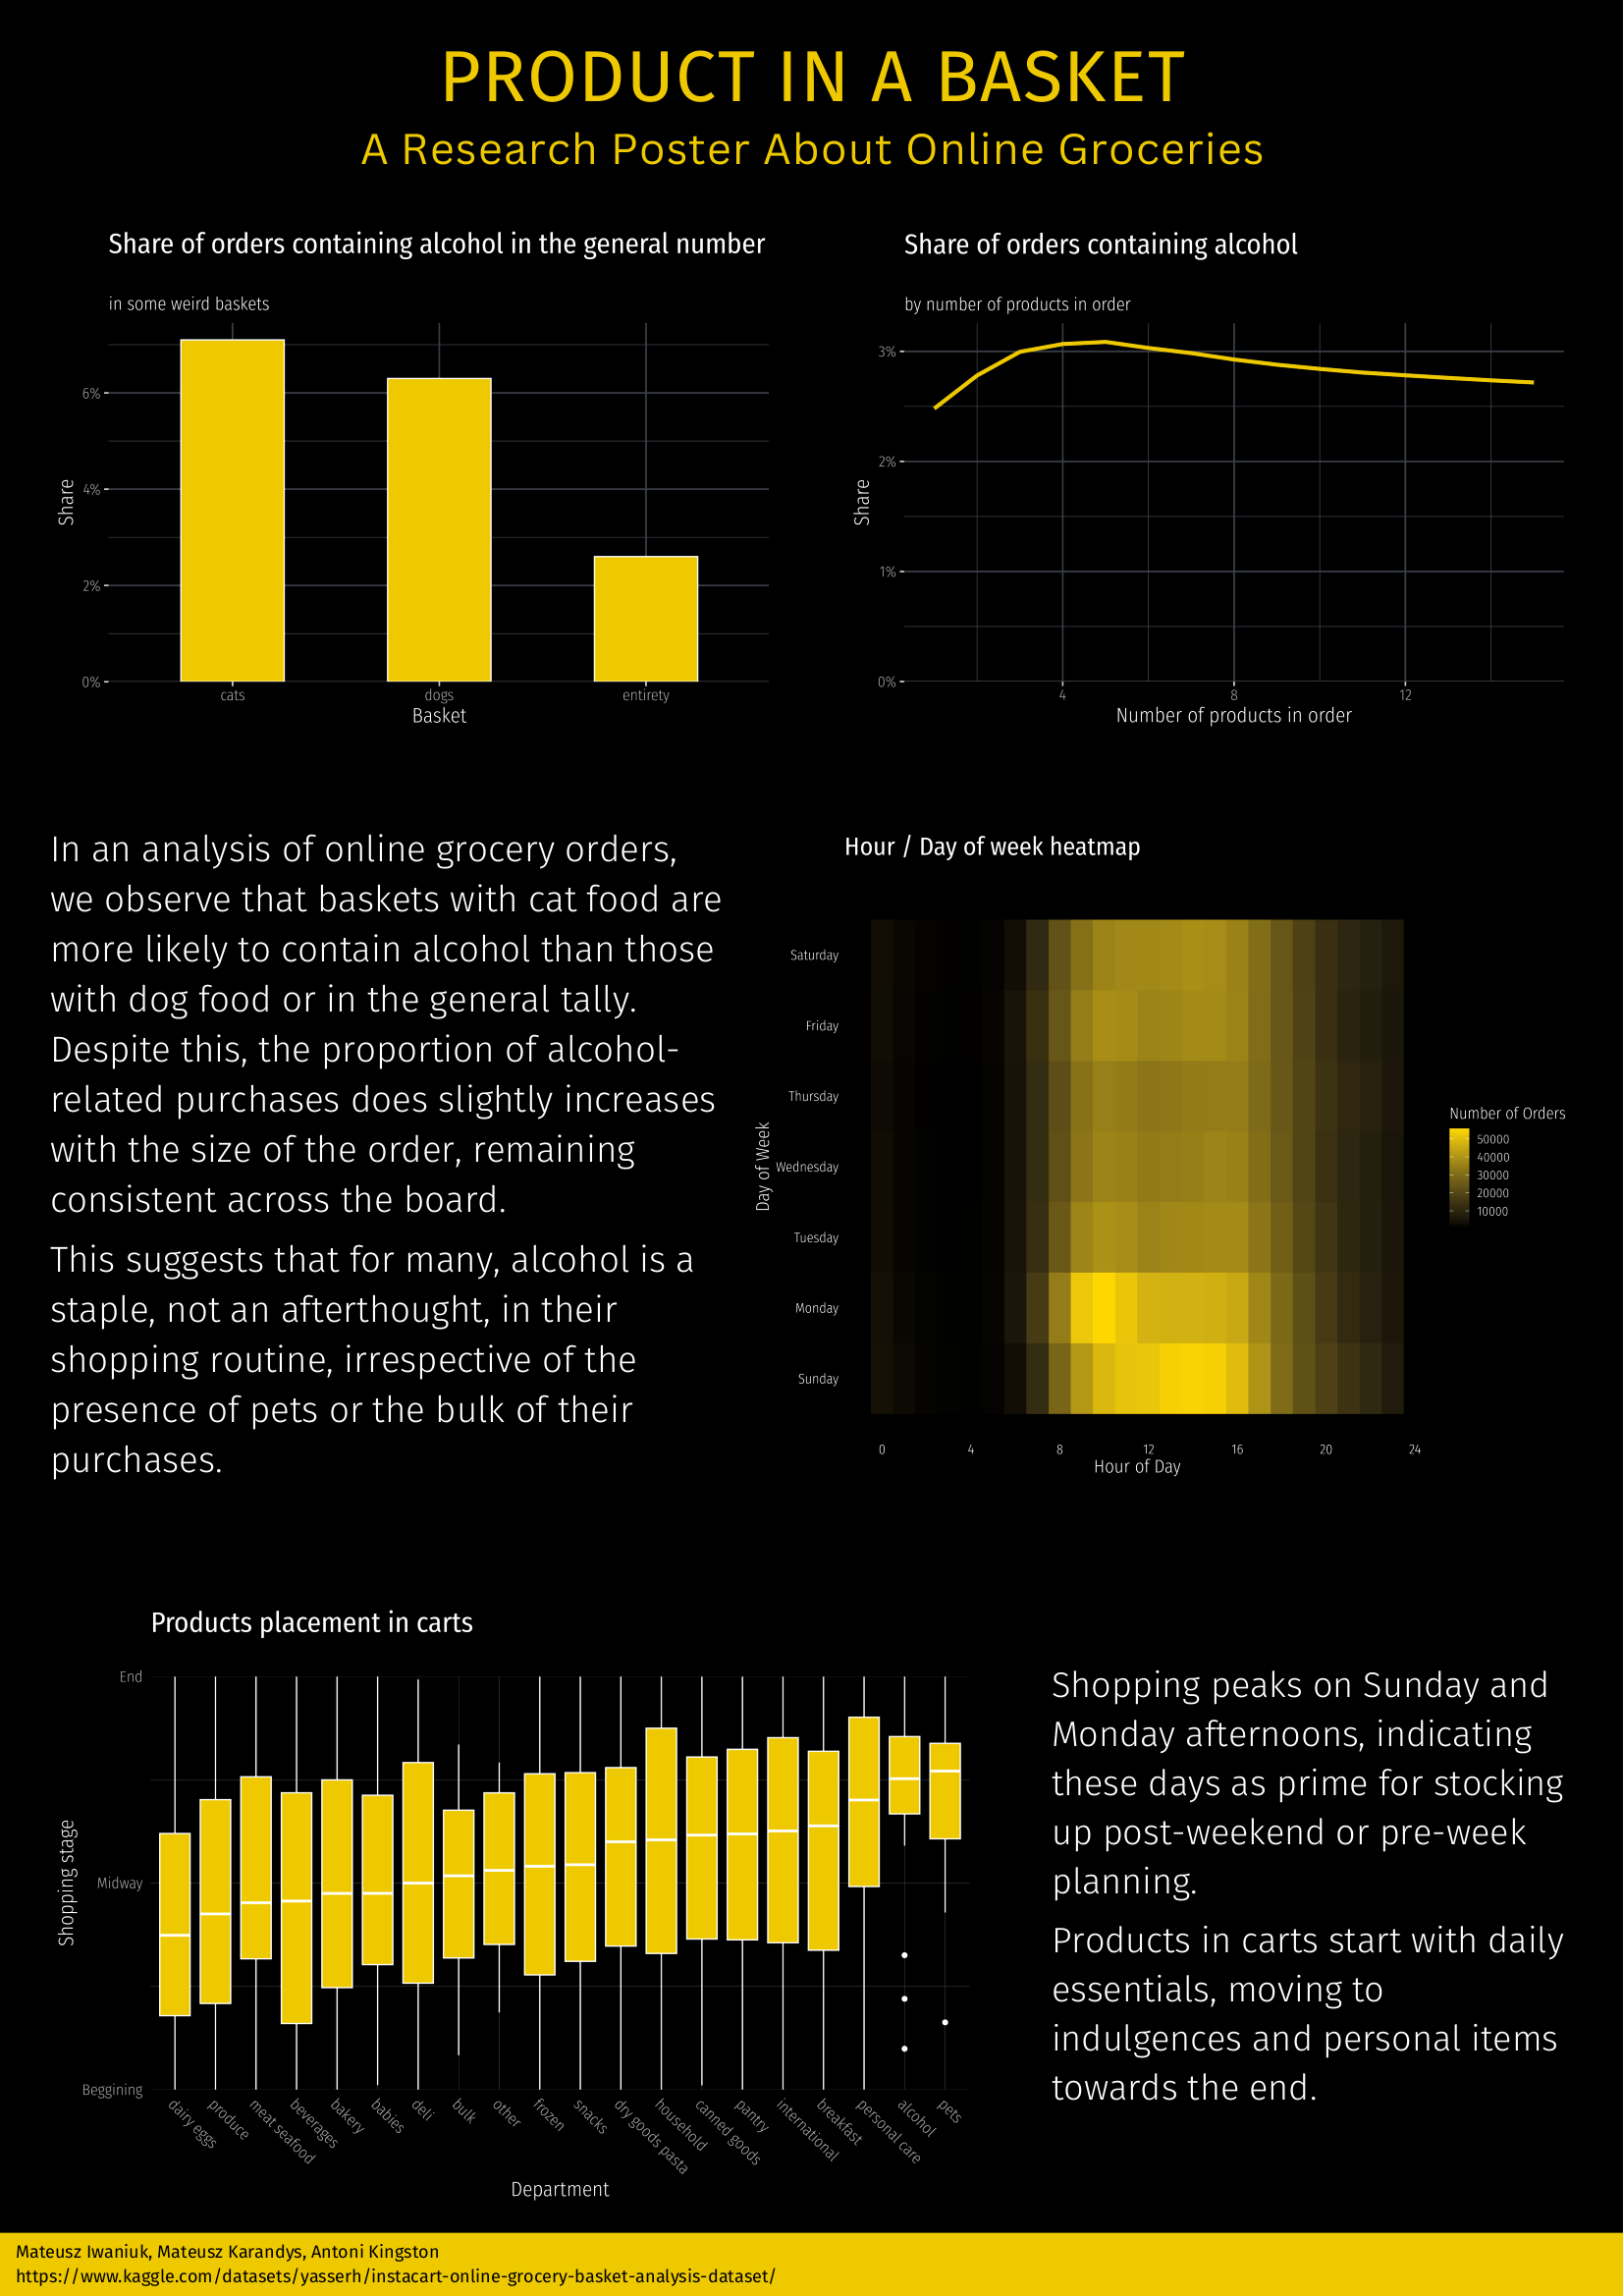 PRODUCT IN A BASKET
A Research Poster About Online Groceries
Share of orders containing alcohol in the general number
in some weird baskets
6%
4%
2%
0%
Share
cats
dogs
entirety
Basket
Share of orders containing alcohol
by number of products in order
3%
2%
1%
0%
Share
4
8
12
Number of products in order
In an analysis of online grocery orders,
we observe that baskets with cat food are
more likely to contain alcohol than those
with dog food or in the general tally.
Despite this, the proportion of alcohol-
related purchases does slightly increases
with the size of the order, remaining
consistent across the board.
This suggests that for many, alcohol is a
staple, not an afterthought, in their
shopping routine, irrespective of the
presence of pets or the bulk of their
purchases.
Hour / Day of week heatmap
Saturday
Friday
Thursday
Wednesday
Tuesday
Monday
Sunday
Day of Week
0
4
8
12
16
20
24
Hour of Day
Number of Orders
50000
40000
30000
20000
10000
Products placement in carts
End
Midway
Beggining
Shopping stage
dairy eggs
produce
meat seafood
beverages
bakery
babies
deli
bulk
other
frozen
snacks
dry goods pasta
household
canned goods
pantry
international
breakfast
personal care
alcohol
pets
Department
Shopping peaks on Sunday and
Monday afternoons, indicating
these days as prime for stocking
up post-weekend or pre-week
planning.
Products in carts start with daily
essentials, moving to
indulgences and personal items
towards the end.
Mateusz Iwaniuk, Mateusz Karandys, Antoni Kingston
https://www.kaggle.com/datasets/yasserh/instacart-online-grocery-basket-analysis-dataset/